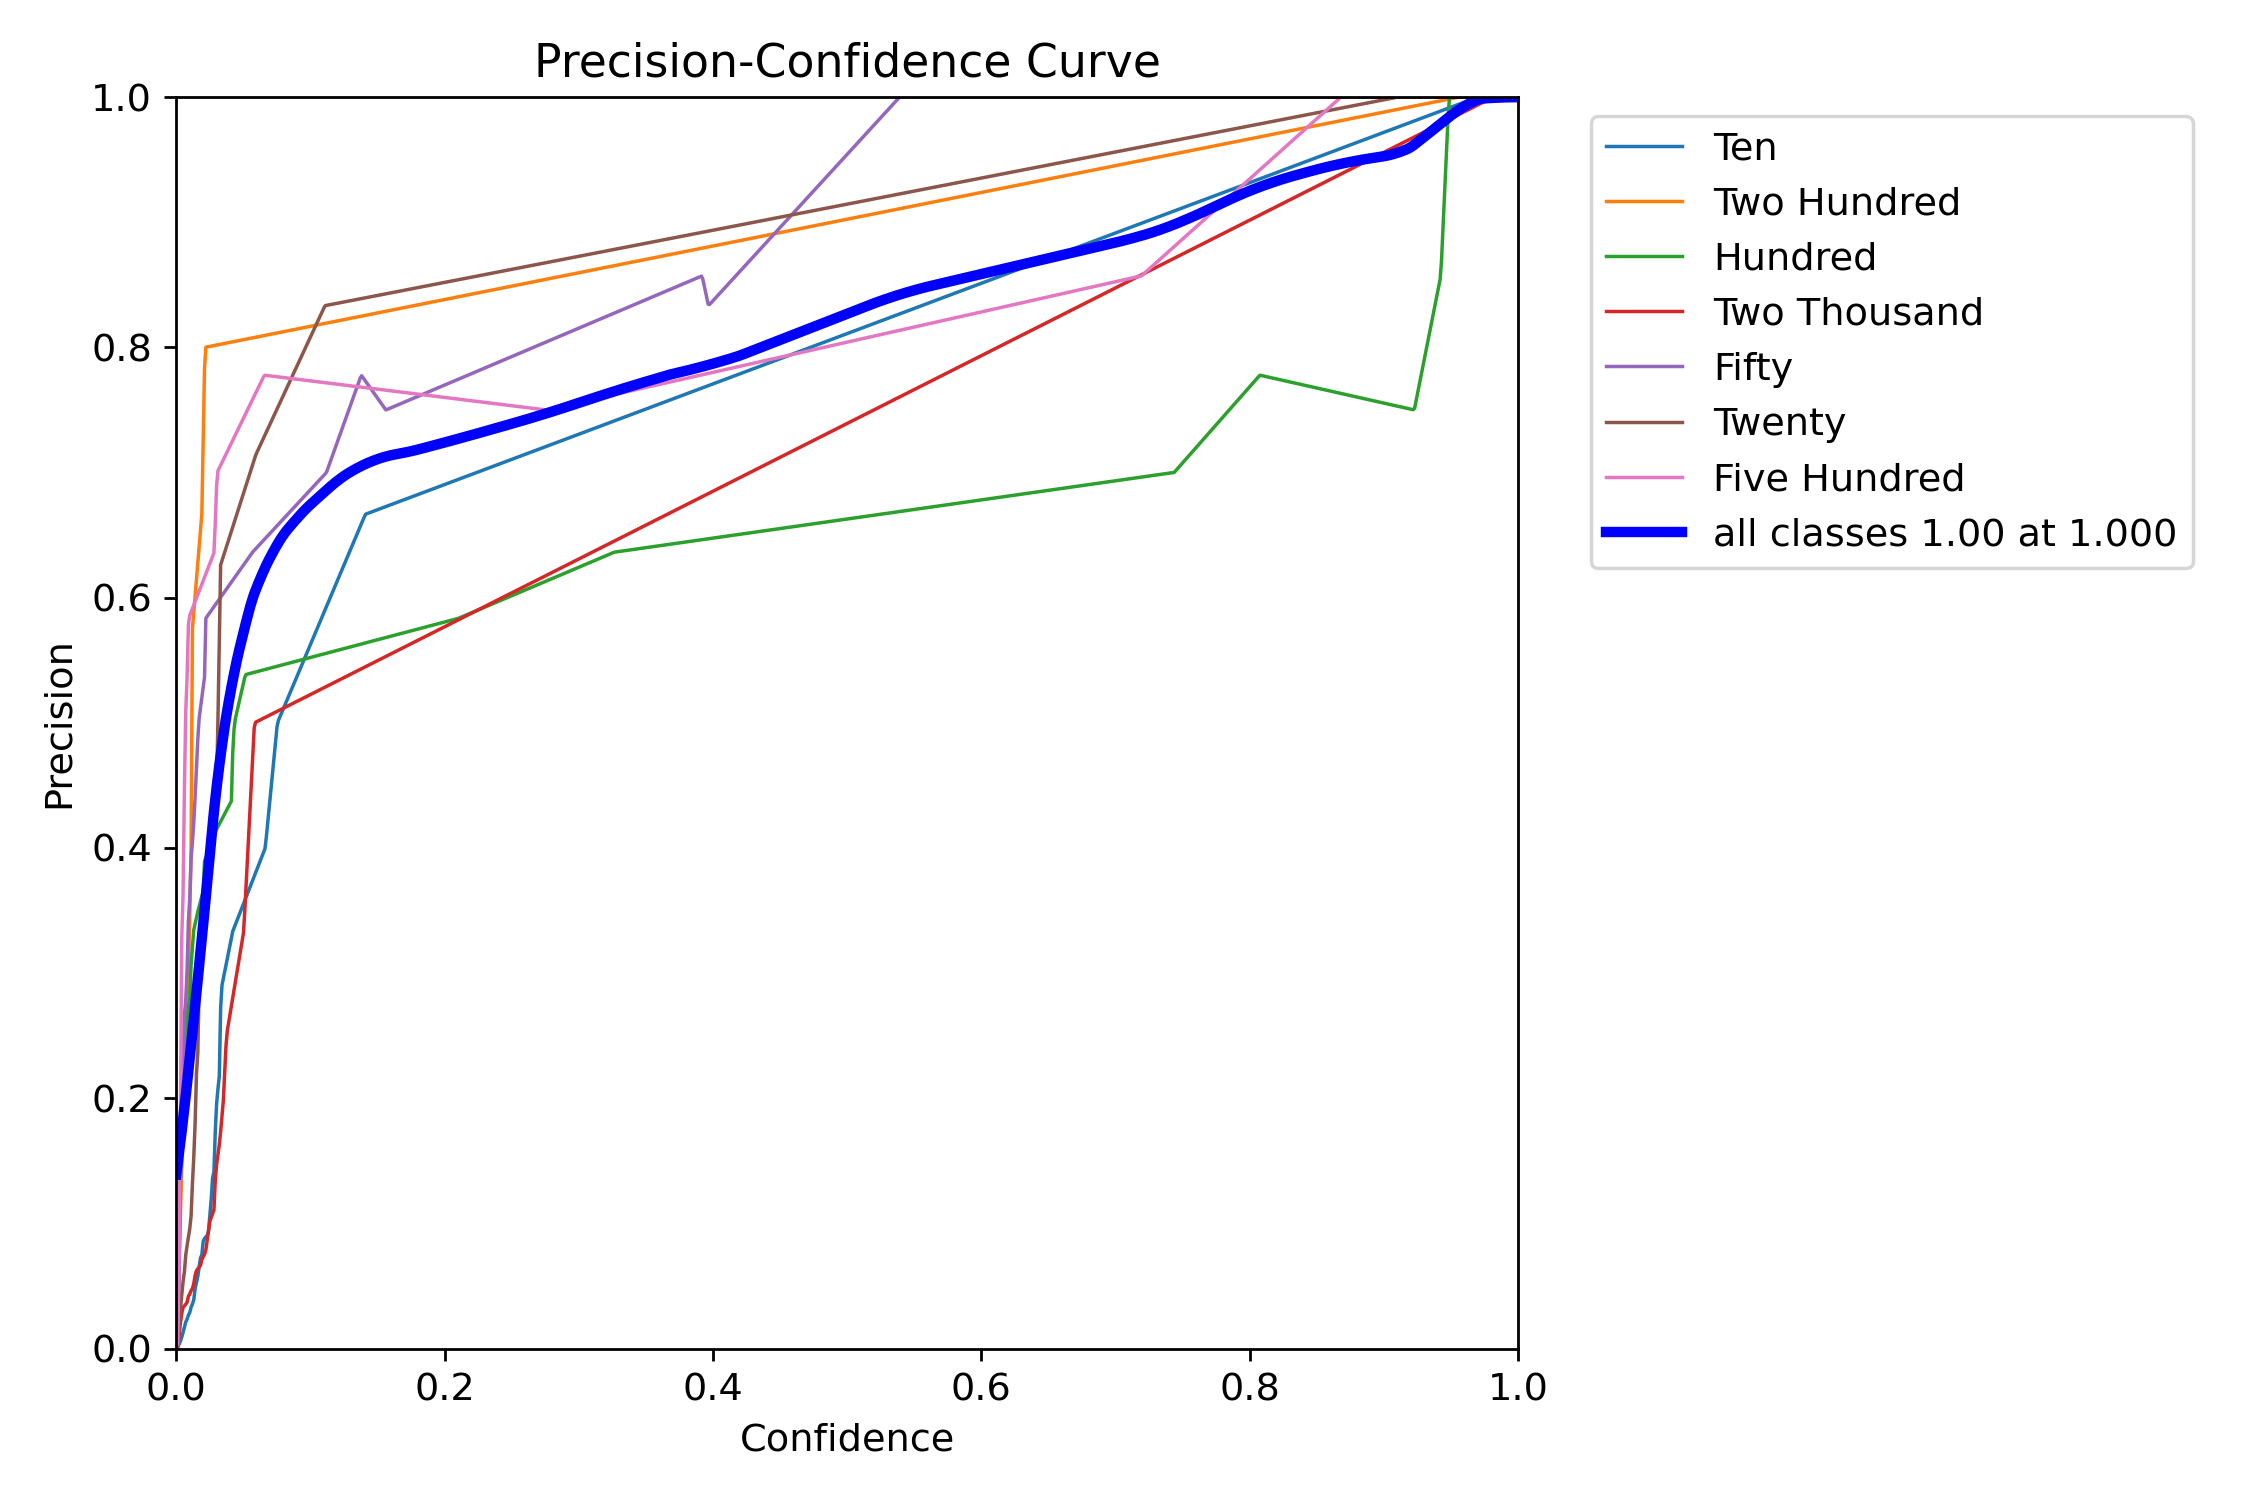 Precision-Confidence Curve
1.0
0.8
0.6
0.4
0.2
0.0
Precision
0.0 0.2 0.4 0.6 0.8 1.0
Confidence
Ten
Two Hundred
Hundred
Two Thousand
Fifty
Twenty
Five Hundred
all classes 1.00 at 1.000